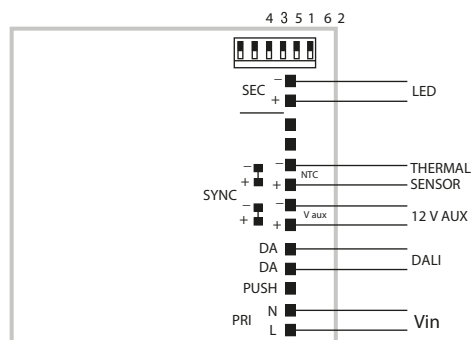 4 3 5 1 6 2
SEC − LED
+
− NTC THERMAL
+ SENSOR
SYNC − +
− V aux 12 V AUX
− +
+
DA DALI
DA
PUSH
PRI N Vin
L